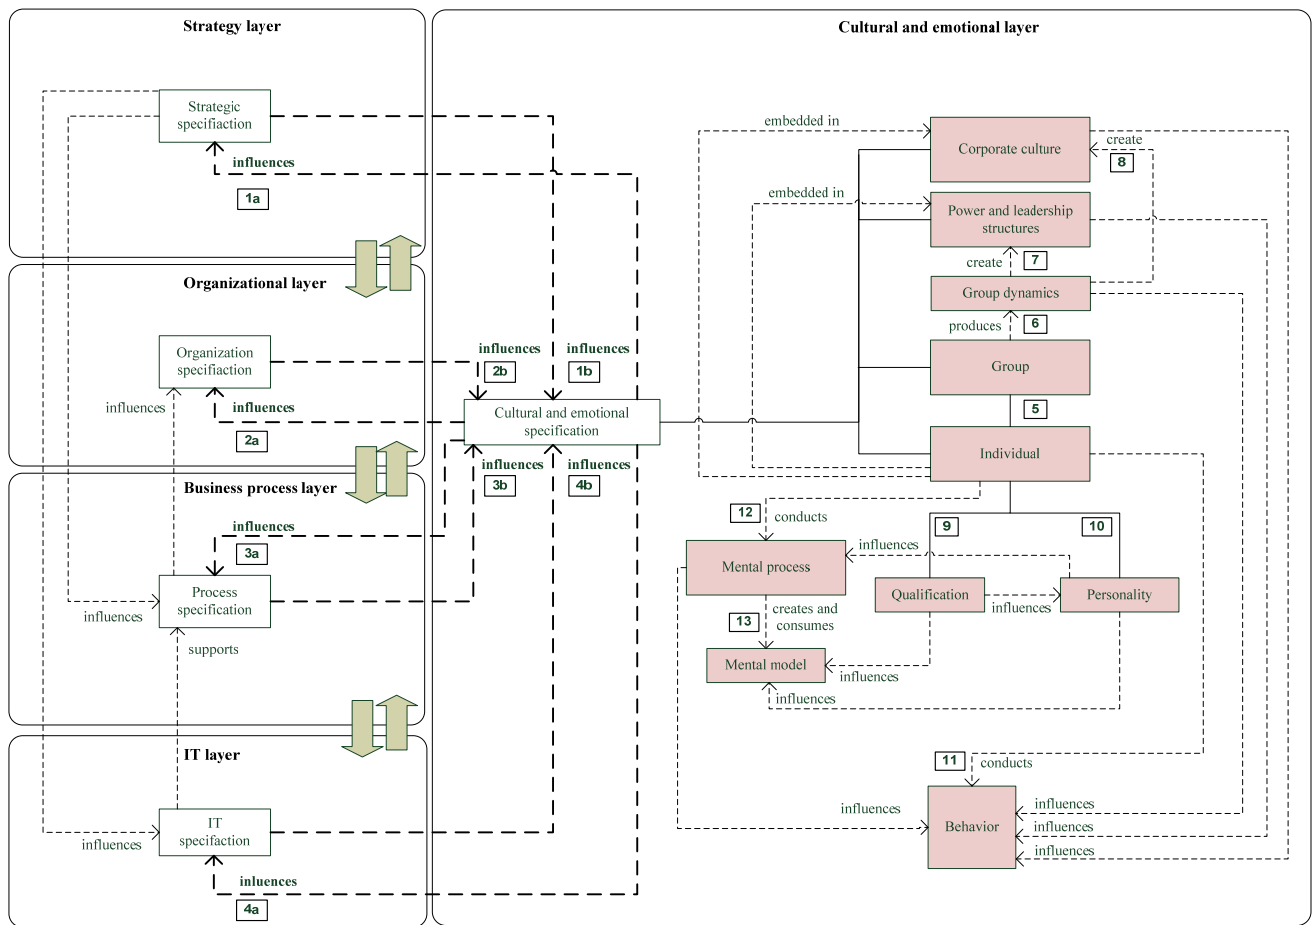 Strategy layer
Strategic
specifiaction
influences
1a
Organizational layer
Organization
specifiaction
influences
influences
2a
influences
2b
influences
1b
Cultural and emotional
specification
influences
3b
influences
4b
Business process layer
influences
3a
Process
specification
influences
supports
IT layer
IT
specifaction
influences
inluences
4a
Cultural and emotional layer
embedded in
Corporate culture
create
8
embedded in
Power and leadership
structures
create
7
Group dynamics
produces
6
Group
5
Individual
12
conducts
9
10
influences
Mental process
Qualification
influences
Personality
13
creates and
consumes
Mental model
influences
influences
11
conducts
influences
Behavior
influences
influences
influences